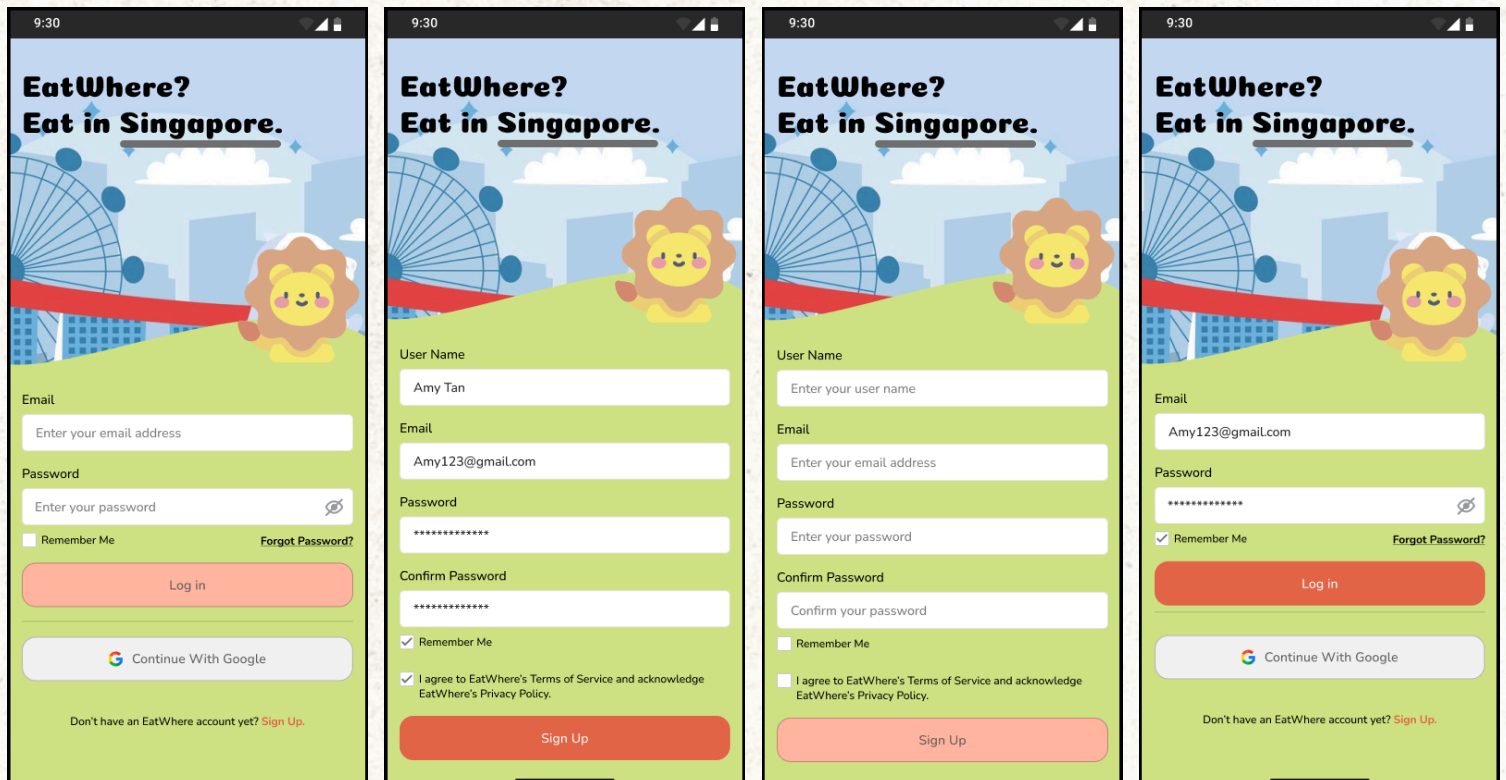 9:30
EatWhere?
Eat in Singapore.
Email
Enter your email address
Password
Enter your password
Remember Me
Forgot Password?
Log in
Continue With Google
Don't have an EatWhere account yet? Sign Up.
9:30
EatWhere?
Eat in Singapore.
User Name
Amy Tan
Email
Amy123@gmail.com
Password
*************
Confirm Password
*************
Remember Me
I agree to EatWhere's Terms of Service and acknowledge
EatWhere's Privacy Policy.
Sign Up
9:30
EatWhere?
Eat in Singapore.
User Name
Enter your user name
Email
Enter your email address
Password
Enter your password
Confirm Password
Confirm your password
Remember Me
I agree to EatWhere's Terms of Service and acknowledge
EatWhere's Privacy Policy.
Sign Up
9:30
EatWhere?
Eat in Singapore.
Email
Amy123@gmail.com
Password
*************
Remember Me
Forgot Password?
Log in
Continue With Google
Don't have an EatWhere account yet? Sign Up.